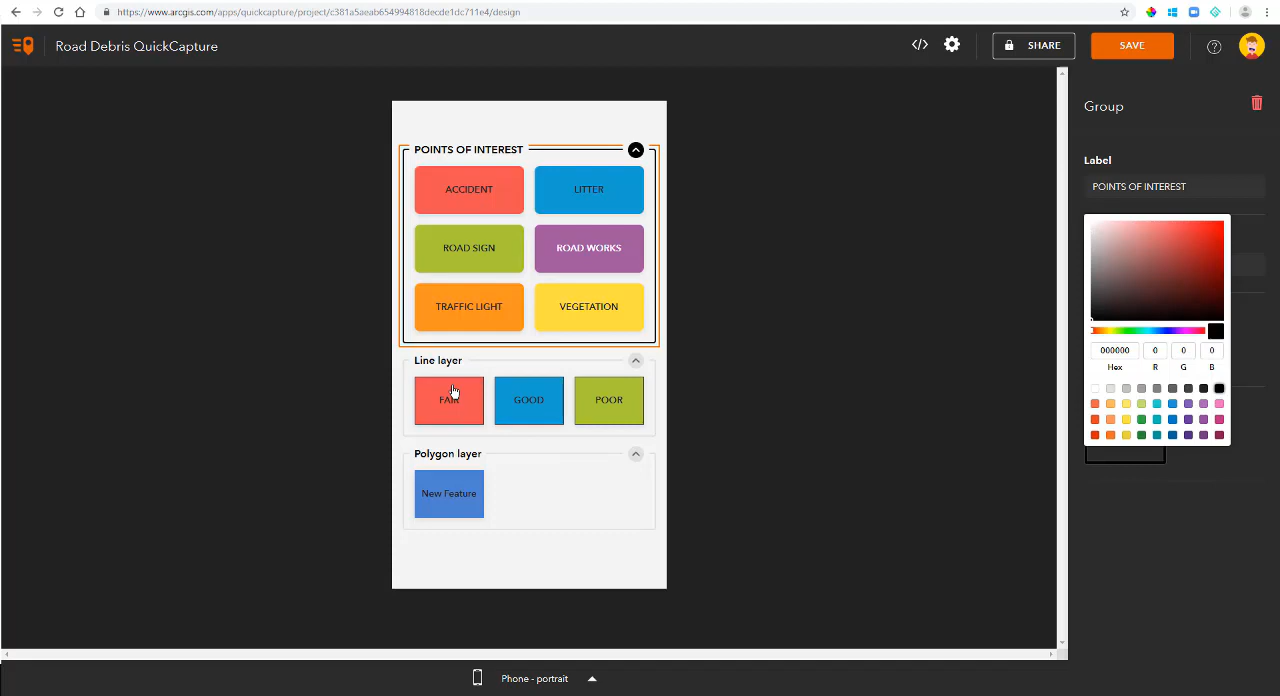 https://www.arcgis.com/apps/quickcapture/project/c381a5aeab654994818decde1dc711e4/design
Road Debris QuickCapture
</> SHARE SAVE ?
Group
Label
POINTS OF INTEREST
POINTS OF INTEREST
ACCIDENT LITTER
ROAD SIGN ROAD WORKS
TRAFFIC LIGHT VEGETATION
Line layer
GOOD POOR
Polygon layer
New Feature
000000 0 0 0
Hex R G B
Phone - portrait